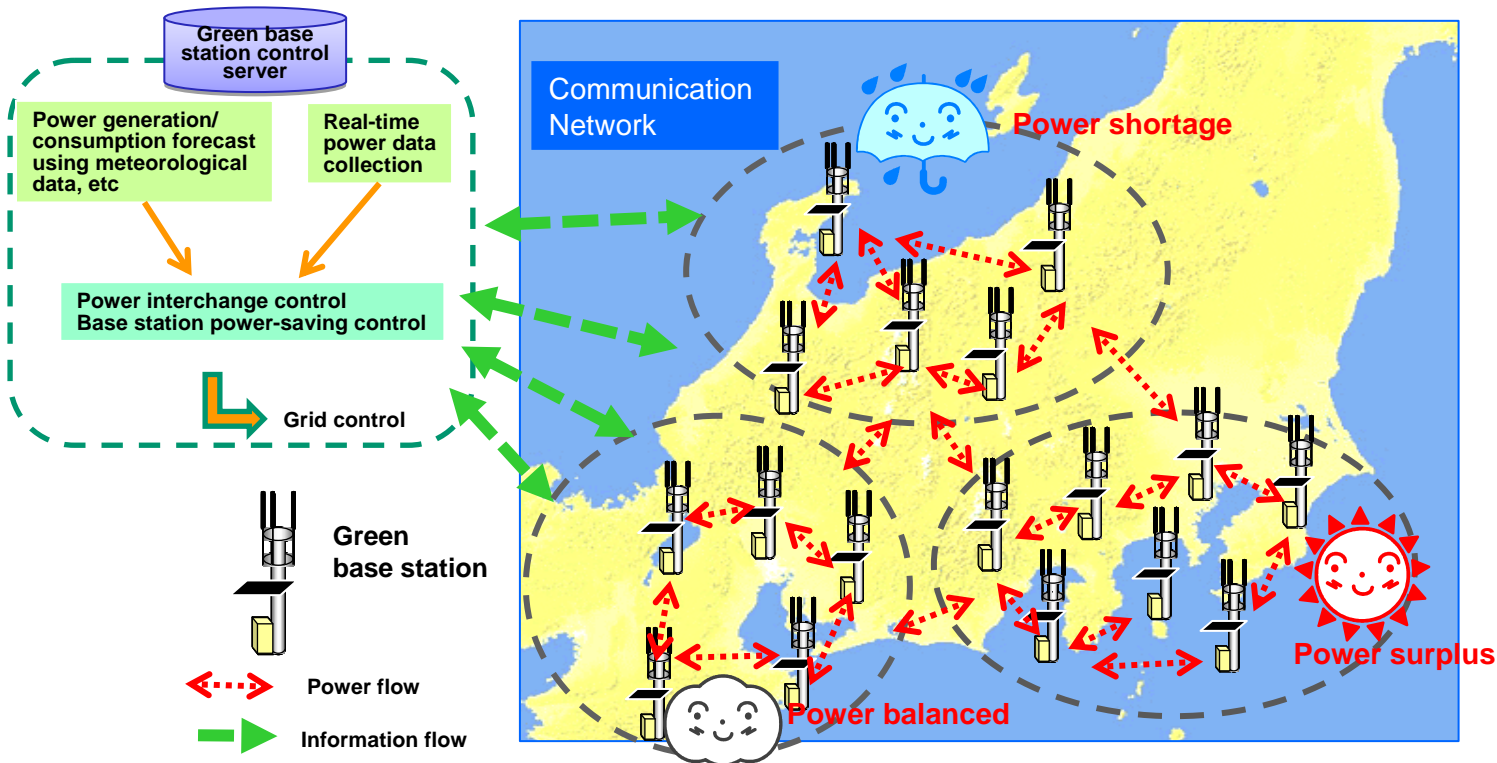 Green base
station control
server
Power generation/
consumption forecast
using meteorological
data, etc
Real-time
power data
collection
Power interchange control
Base station power-saving control
Grid control
Green
base station
Power flow
Information flow
Communication
Network
Power shortage
Power surplus
Power balanced